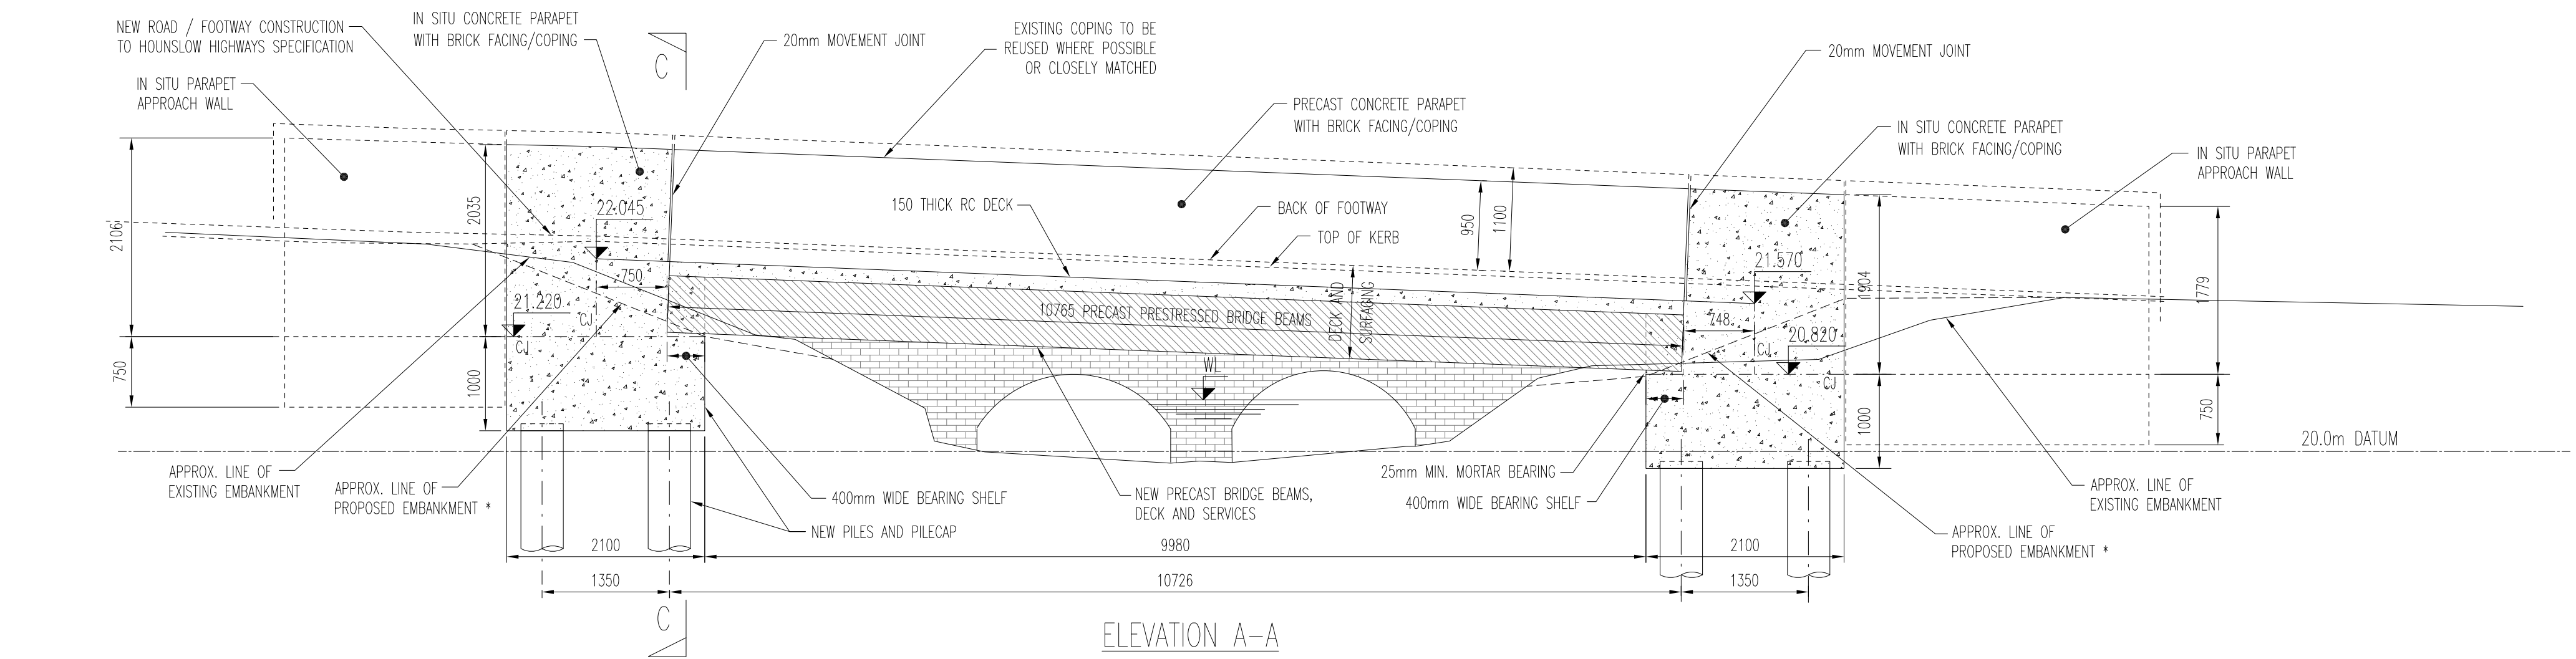 NEW ROAD / FOOTWAY CONSTRUCTION
TO HOUNSLOW HIGHWAYS SPECIFICATION
IN SITU CONCRETE PARAPET
WITH BRICK FACING/COPING
C
20mm MOVEMENT JOINT
EXISTING COPING TO BE
REUSED WHERE POSSIBLE
OR CLOSELY MATCHED
20mm MOVEMENT JOINT
IN SITU PARAPET
APPROACH WALL
PRECAST CONCRETE PARAPET
WITH BRICK FACING/COPING
IN SITU CONCRETE PARAPET
WITH BRICK FACING/COPING
IN SITU PARAPET
APPROACH WALL
2106
2035
22.045
150 THICK RC DECK
BACK OF FOOTWAY
TOP OF KERB
950
1100
21.570
1904
1779
750
21.220
CJ
CJ
10765 PRECAST PRESTRESSED BRIDGE BEAMS
DECK AND
SURFACING
748
20.820
CJ
CJ
WL
750
1000
1000
750
20.0m DATUM
APPROX. LINE OF
EXISTING EMBANKMENT
APPROX. LINE OF
PROPOSED EMBANKMENT *
400mm WIDE BEARING SHELF
NEW PILES AND PILECAP
NEW PRECAST BRIDGE BEAMS,
DECK AND SERVICES
25mm MIN. MORTAR BEARING
400mm WIDE BEARING SHELF
APPROX. LINE OF
EXISTING EMBANKMENT
APPROX. LINE OF
PROPOSED EMBANKMENT *
2100
9980
2100
1350
10726
1350
C
ELEVATION A-A